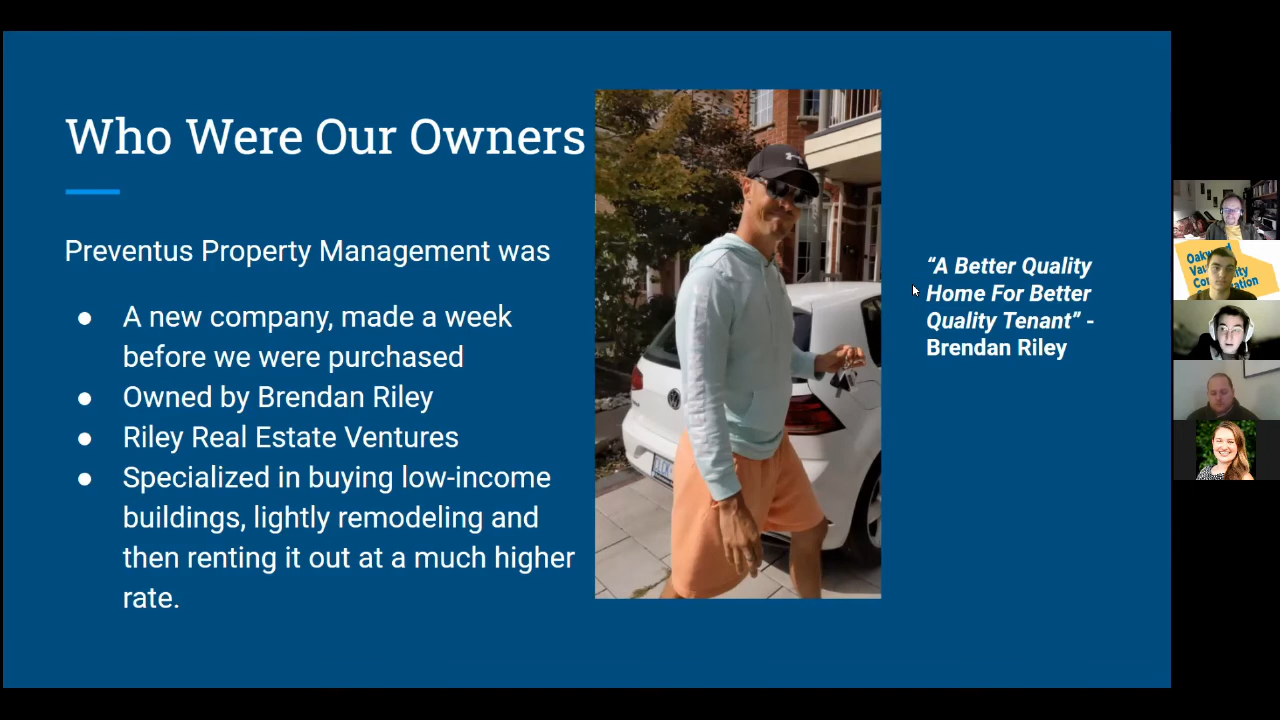 Who Were Our Owners
Preventus Property Management was
● A new company, made a week
before we were purchased
● Owned by Brendan Riley
● Riley Real Estate Ventures
● Specialized in buying low-income
buildings, lightly remodeling and
then renting it out at a much higher
rate.
“A Better Quality
Home For Better
Quality Tenant” -
Brendan Riley